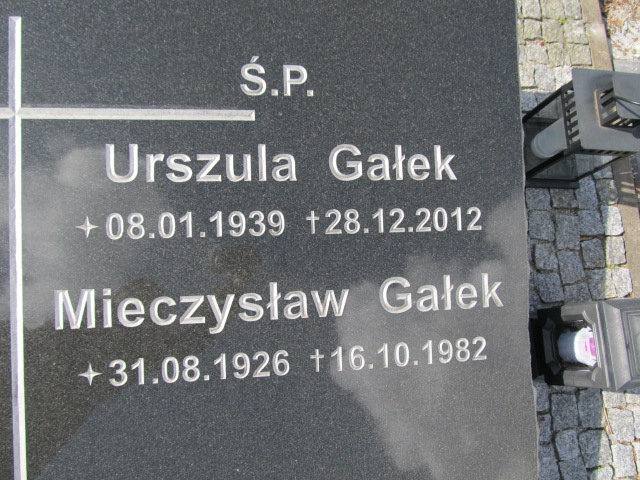 Ś.P.
Urszula Gałek
08.01.1939 †28.12.2012
Mieczysław Gałek
31.08.1926 †16.10.1982